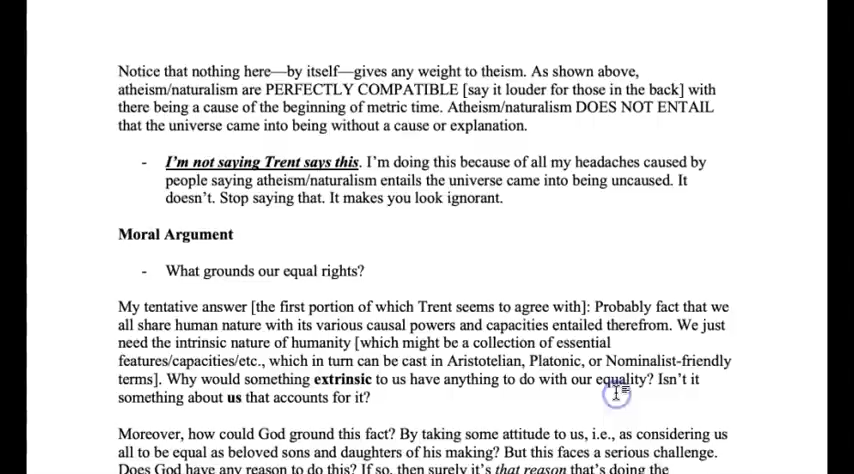 Notice that nothing here—by itself—gives any weight to theism. As shown above,
atheism/naturalism are PERFECTLY COMPATIBLE [say it louder for those in the back] with
there being a cause of the beginning of metric time. Atheism/naturalism DOES NOT ENTAIL
that the universe came into being without a cause or explanation.
- I'm not saying Trent says this. I'm doing this because of all my headaches caused by
people saying atheism/naturalism entails the universe came into being uncaused. It
doesn't. Stop saying that. It makes you look ignorant.
Moral Argument
- What grounds our equal rights?
My tentative answer [the first portion of which Trent seems to agree with]: Probably fact that we
all share human nature with its various causal powers and capacities entailed therefrom. We just
need the intrinsic nature of humanity [which might be a collection of essential
features/capacities/etc., which in turn can be cast in Aristotelian, Platonic, or Nominalist-friendly
terms]. Why would something extrinsic to us have anything to do with our equality? Isn't it
something about us that accounts for it?
Moreover, how could God ground this fact? By taking some attitude to us, i.e., as considering us
all to be equal as beloved sons and daughters of his making? But this faces a serious challenge.
Does God have any reason to do this? If so, then surely it's that reason that's doing the